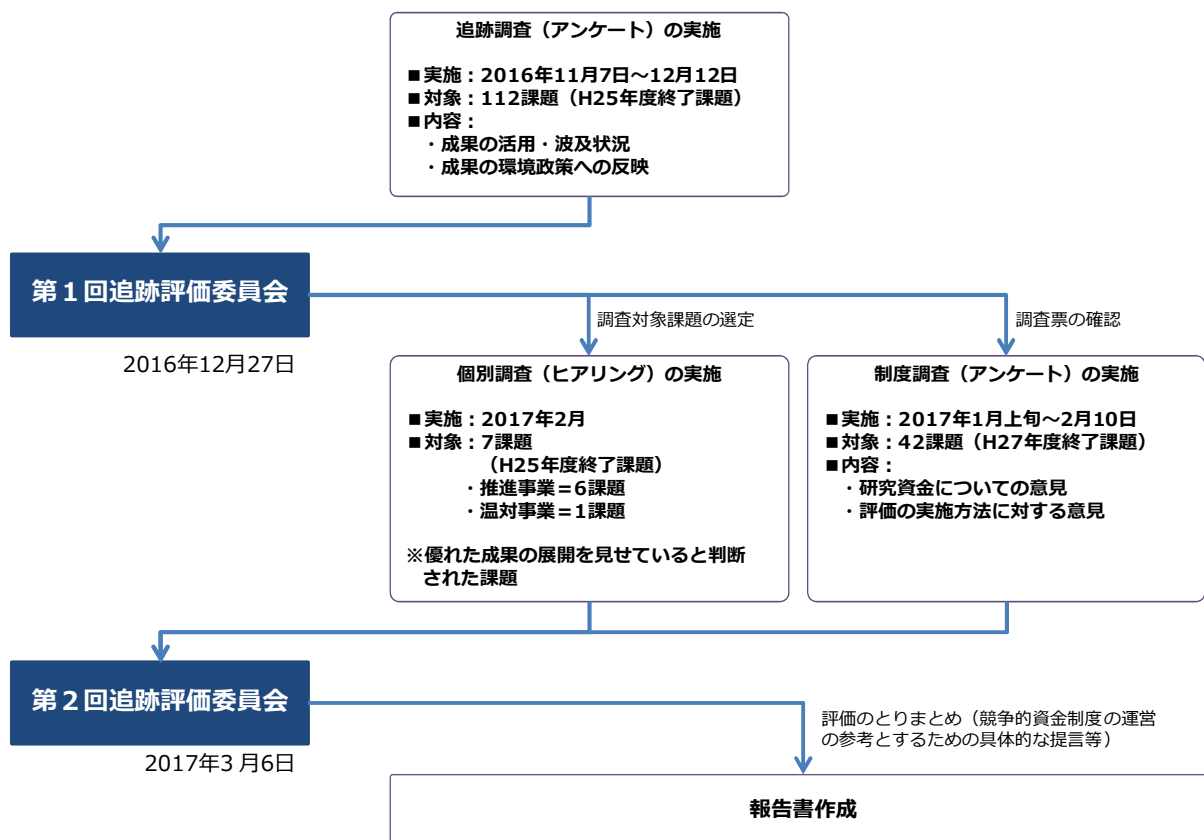 追跡調査（アンケート）の実施
■実施：2016年11月7日～12月12日
■対象：112課題（H25年度終了課題）
■内容：
・成果の活用・波及状況
・成果の環境政策への反映
第１回追跡評価委員会
2016年12月27日
調査対象課題の選定
調査票の確認
個別調査（ヒアリング）の実施
■実施：2017年2月
■対象：7課題
（H25年度終了課題）
・推進事業＝6課題
・温対事業＝1課題
※優れた成果の展開を見せていると判断
された課題
制度調査（アンケート）の実施
■実施：2017年1月上旬～2月10日
■対象：42課題（H27年度終了課題）
■内容：
・研究資金についての意見
・評価の実施方法に対する意見
第２回追跡評価委員会
2017年3月6日
評価のとりまとめ（競争的資金制度の運営
の参考とするための具体的な提言等）
報告書作成